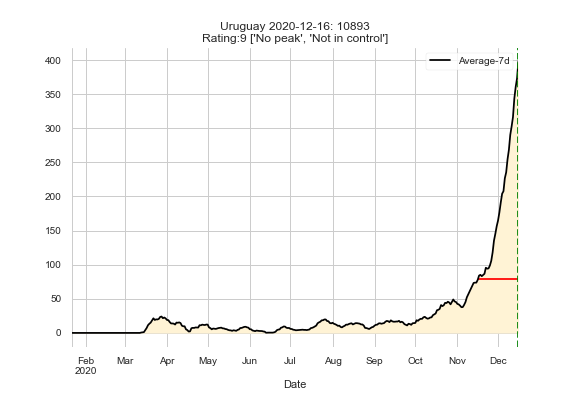 Uruguay 2020-12-16: 10893
Rating:9 ['No peak', 'Not in control']
Average-7d
400
350
300
250
200
150
100
50
0
Feb Mar Apr May Jun Jul Aug Sep Oct Nov Dec
2020
Date